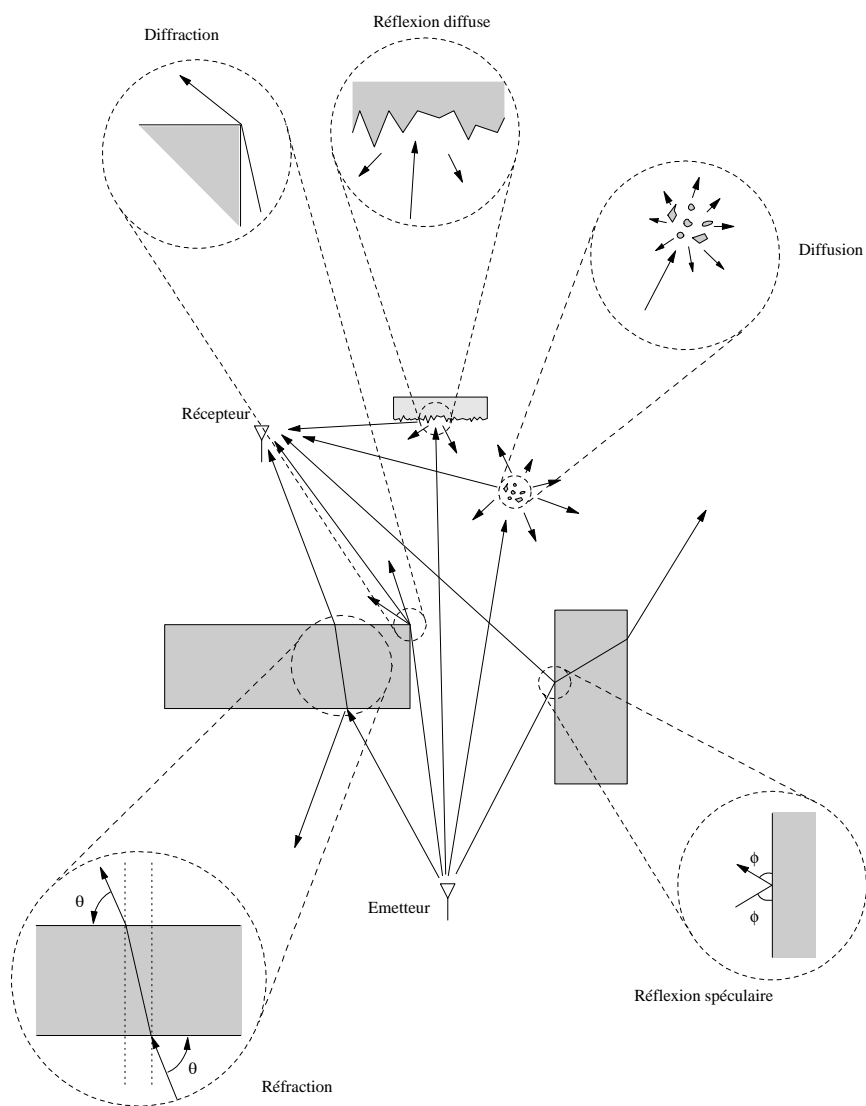 Réflexion diffuse
Diffraction
Diffusion
Récepteur
Emetteur
ϕ
ϕ
θ
θ
Réflexion spéculaire
Réfraction